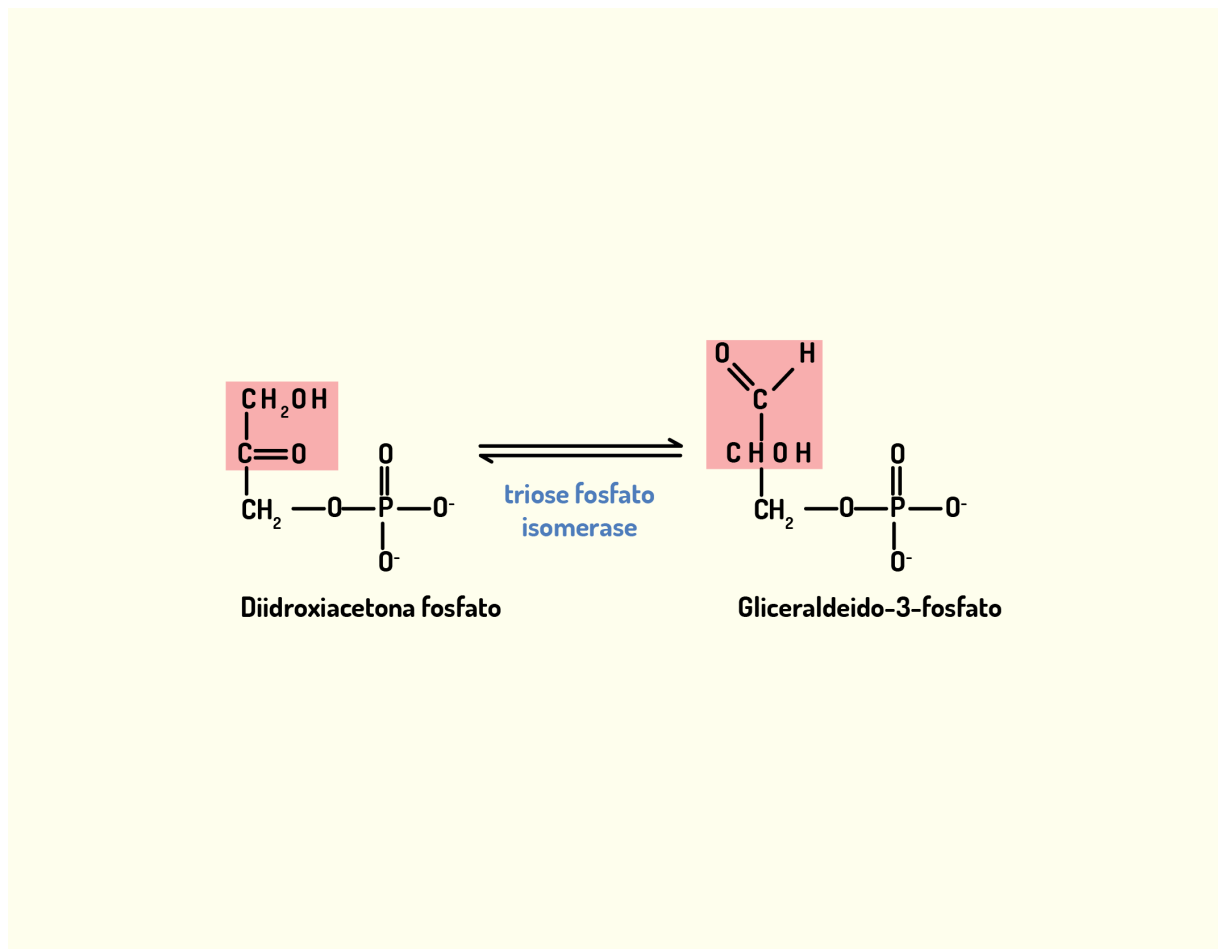 CH2OH
C=O
CH2—O—P—O-
O
O-
Diidroxiacetona fosfato
triose fosfato
isomerase
O H
C
CHOH
CH2—O—P—O-
O
O-
Gliceraldeido-3-fosfato